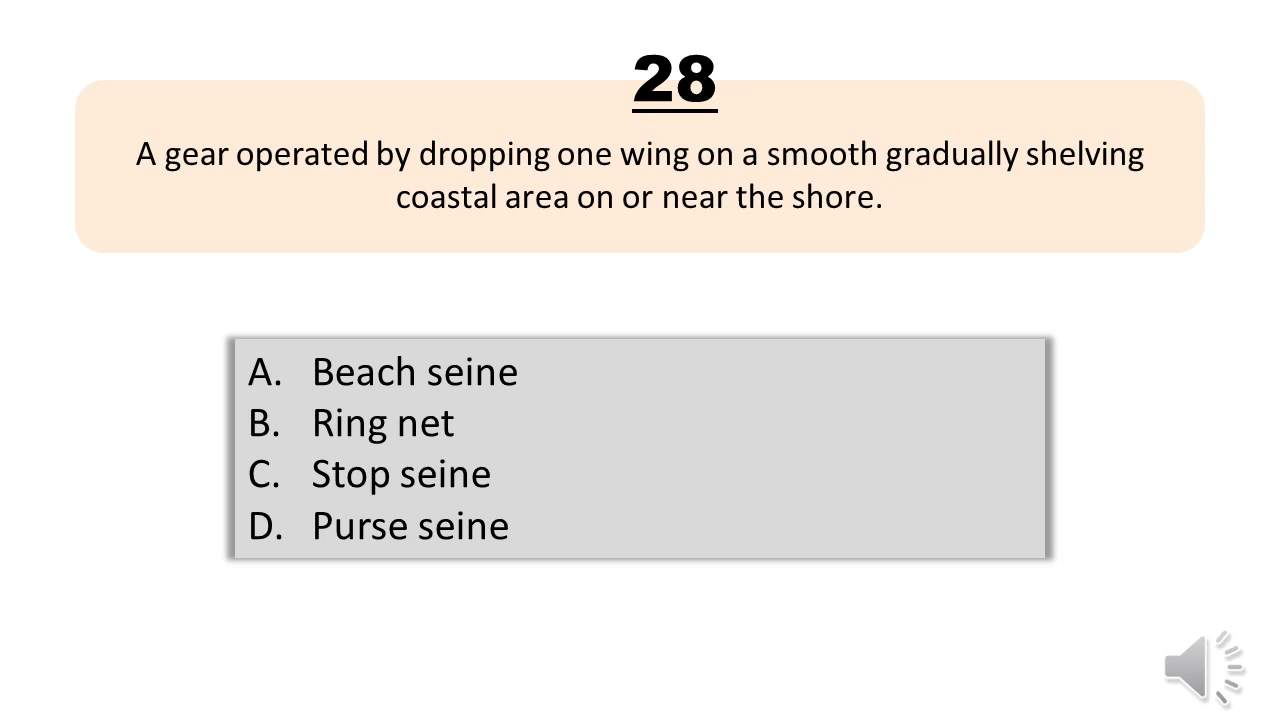 28
A gear operated by dropping one wing on a smooth gradually shelving
coastal area on or near the shore.
A. Beach seine
B. Ring net
C. Stop seine
D. Purse seine